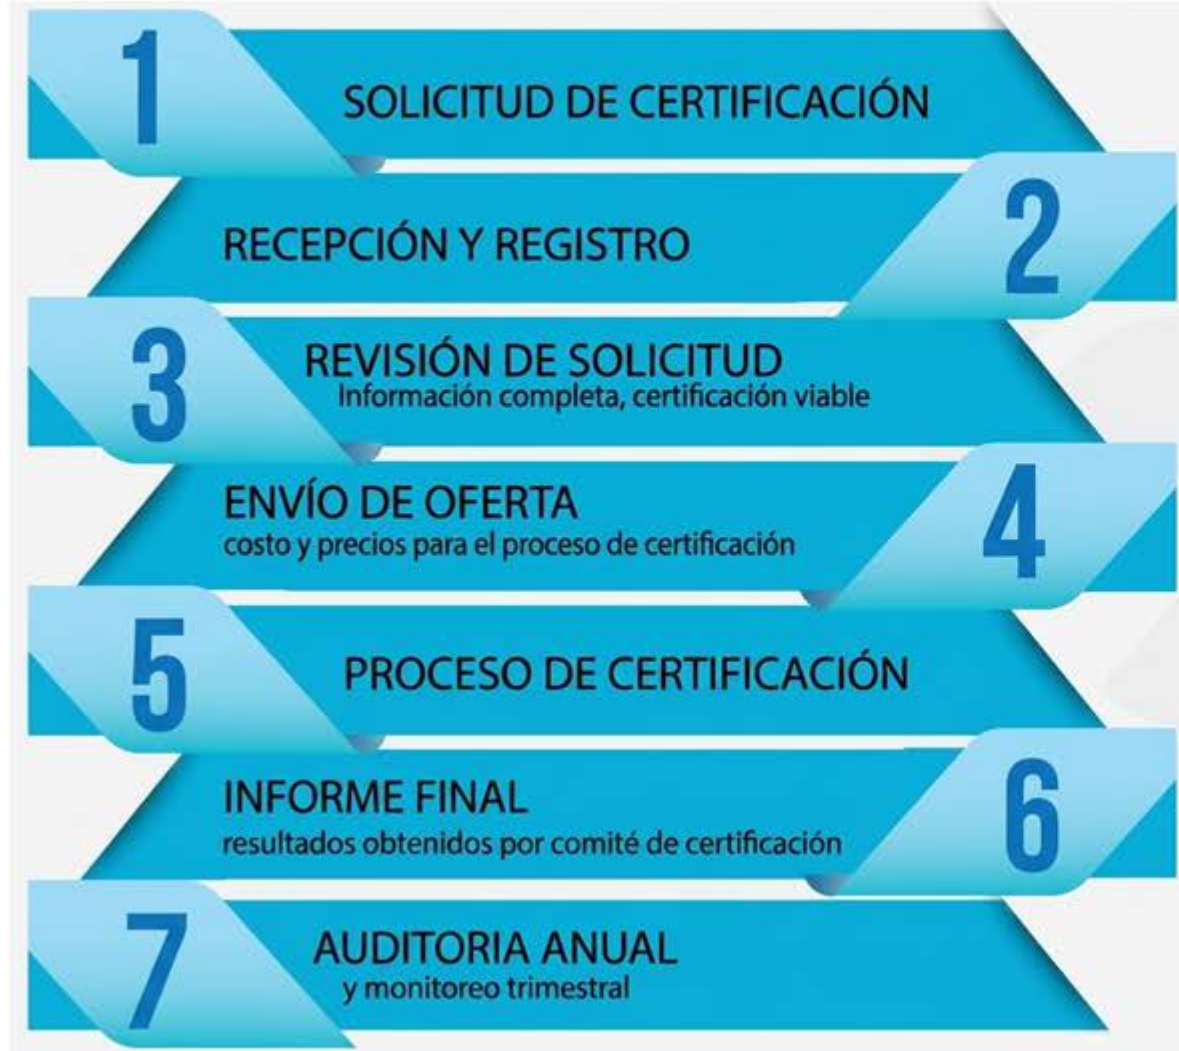 1
SOLICITUD DE CERTIFICACIÓN
RECEPCIÓN Y REGISTRO
2
3
REVISIÓN DE SOLICITUD
Información completa, certificación viable
ENVÍO DE OFERTA
costo y precios para el proceso de certificación
4
5
PROCESO DE CERTIFICACIÓN
INFORME FINAL
resultados obtenidos por comité de certificación
6
7
AUDITORIA ANUAL
y monitoreo trimestral